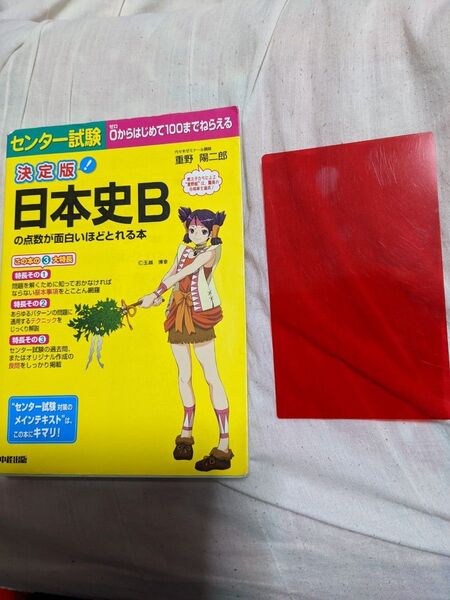 センター試験
ゼロ
0からはじめて100までねらえる
決定版!
代々木ゼミナール講師
重野 陽二郎
日本史B
の点数が面白いほどとれる本
この本の3大特長
©玉越 博幸
特長その1
問題を解くために知っておかなければ
ならない基本事項をとことん網羅
特長その2
あらゆるパターンの問題に
通用するテクニックを
じっくり解説
特長その3
センター試験の過去問、
またはオリジナル作成の
良問をしっかり掲載
“センター試験対策の
メインテキスト”は、
この本にキマリ!
中経出版